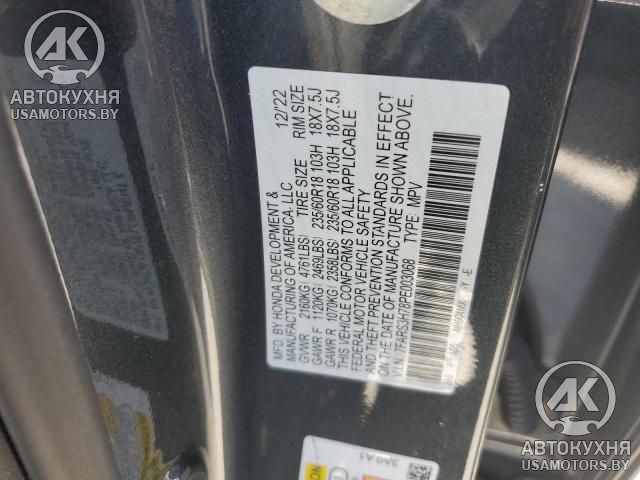 АВТОКУХНЯ
USAMOTORS.BY
MFD. BY HONDA DEVELOPMENT &
MANUFACTURING OF AMERICA, LLC 12/'22
GVWR 2160KG( 4761LBS) TIRE SIZE RIM SIZE
GAWR F 1120KG( 2469LBS) 235/60R18 103H 18X7.5J
GAWR R 1070KG( 2358LBS) 235/60R18 103H 18X7.5J
THIS VEHICLE CONFORMS TO ALL APPLICABLE
FEDERAL MOTOR VEHICLE SAFETY
AND THEFT PREVENTION STANDARDS IN EFFECT
ON THE DATE OF MANUFACTURE SHOWN ABOVE.
V.I.N.: 7FARS3H78PE003068 TYPE: MPV
3A0 A1
АВТОКУХНЯ
USAMOTORS.BY